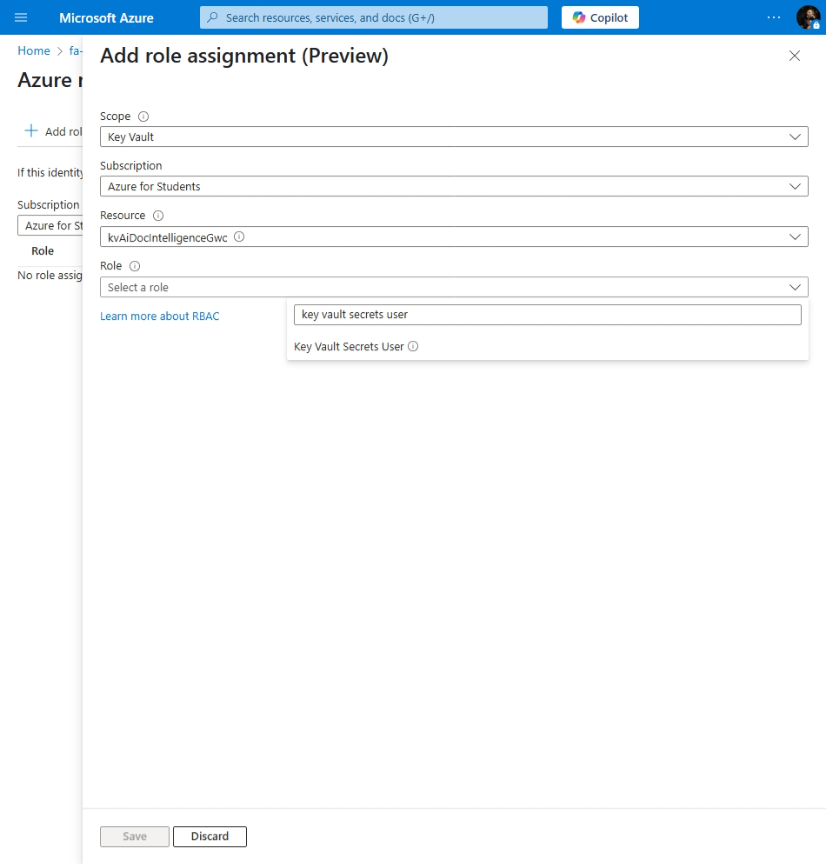 Microsoft Azure
Search resources, services, and docs (G+/)
Copilot
Home > fa-
Azure r
Add rol
If this identity
Subscription
Azure for St
Role
No role assig
Add role assignment (Preview)
Scope
Key Vault
Subscription
Azure for Students
Resource
kvAiDocIntelligenceGwc
Role
Select a role
Learn more about RBAC
key vault secrets user
Key Vault Secrets User
Save
Discard